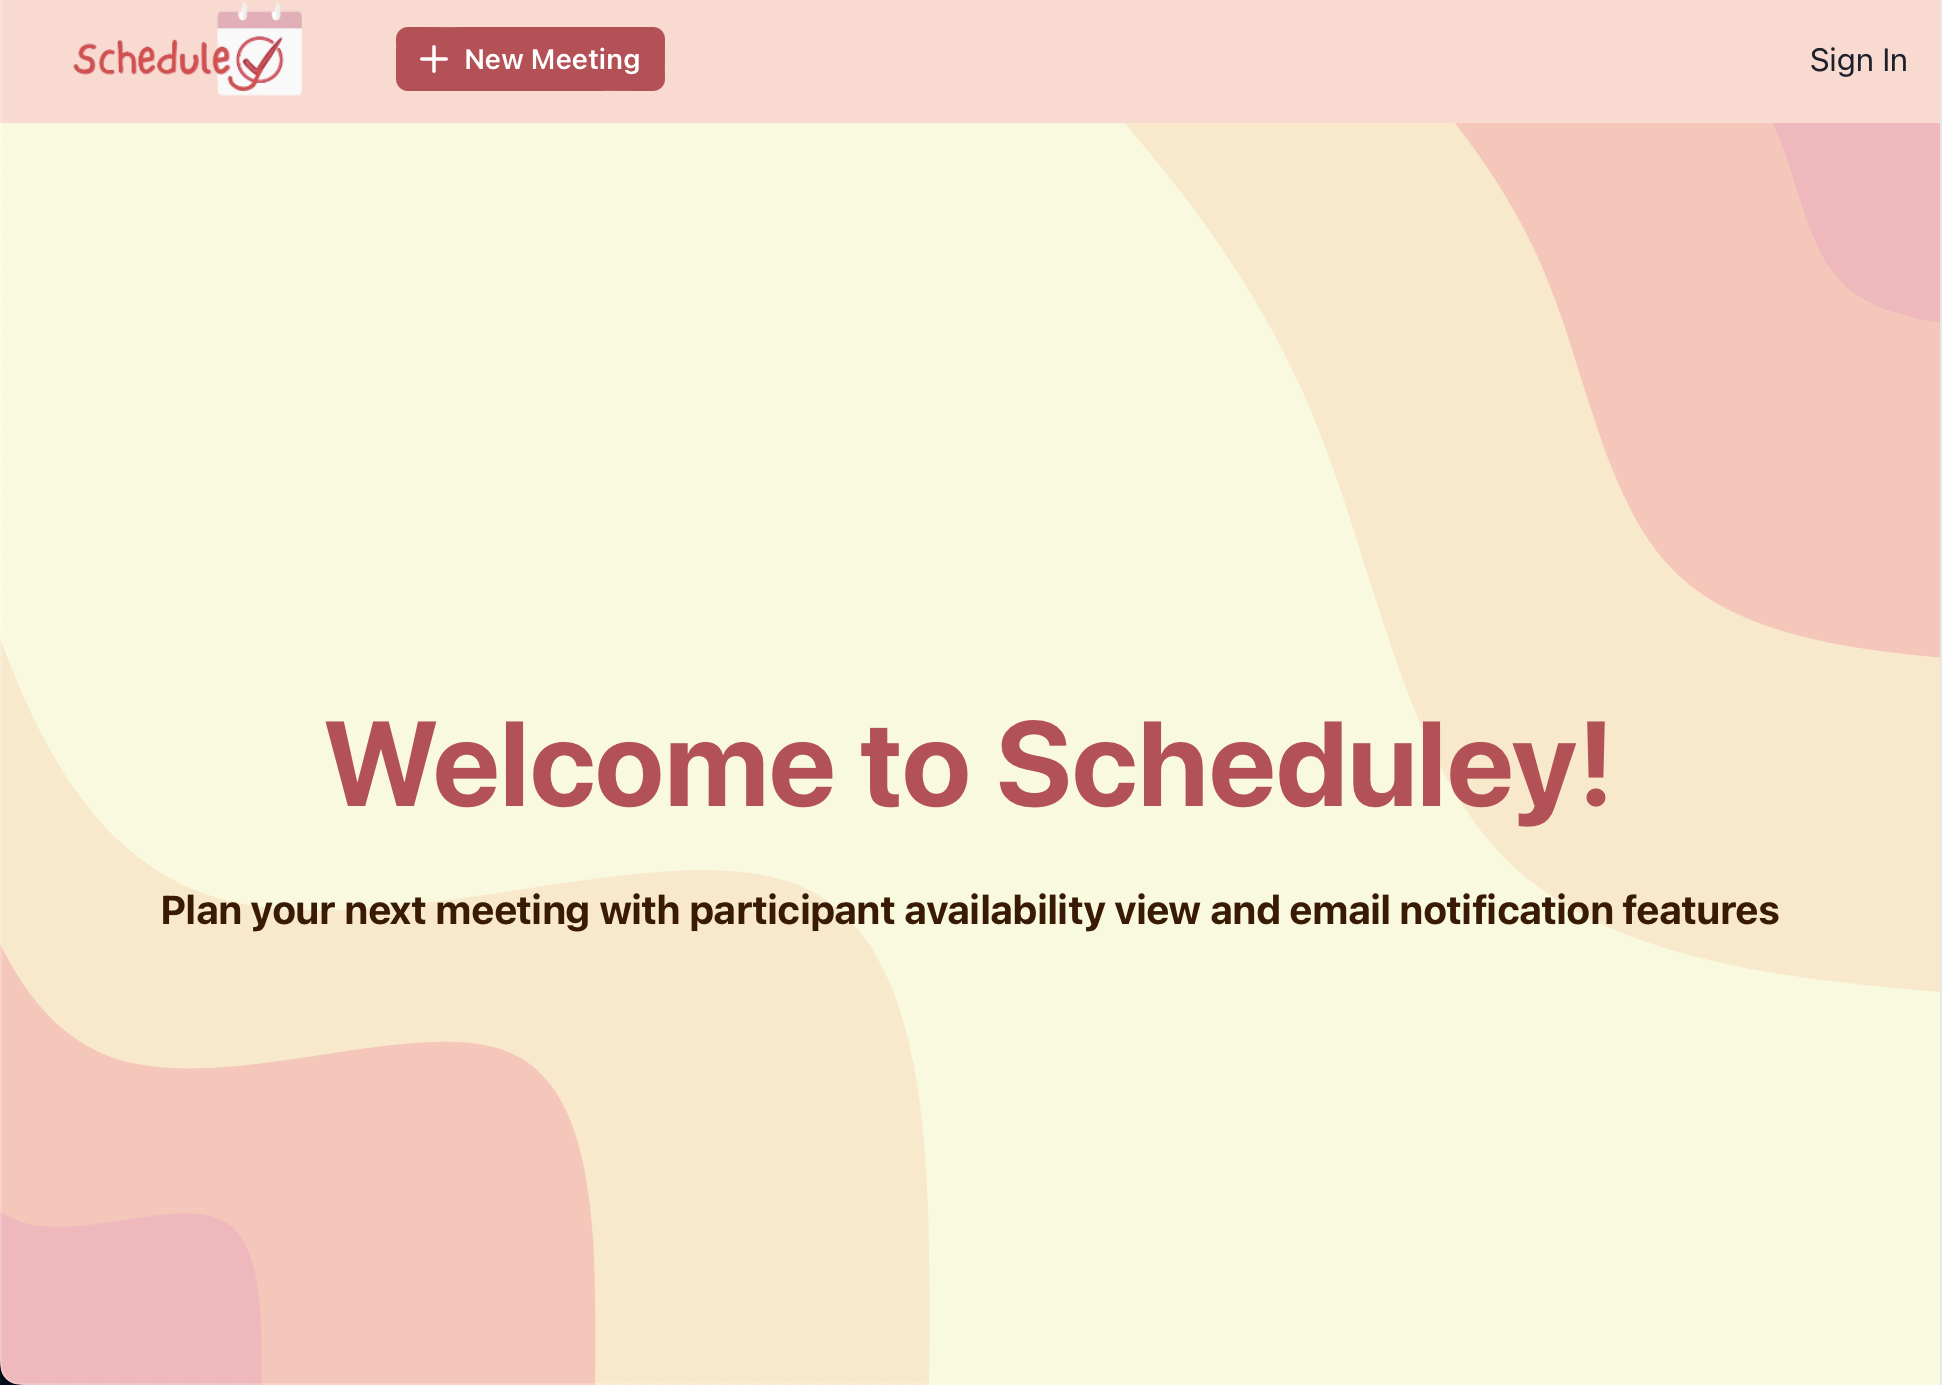 Schedule
New Meeting
Sign In
Welcome to Scheduley!
Plan your next meeting with participant availability view and email notification features